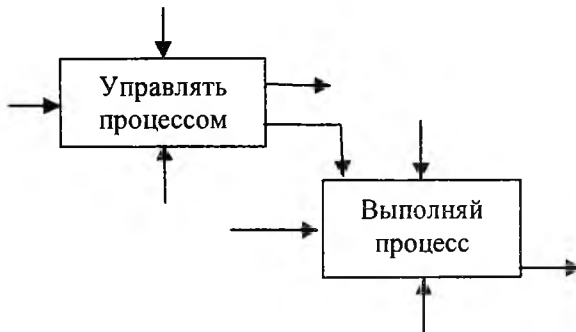 Управлять
процессом
Выполняй
процесс